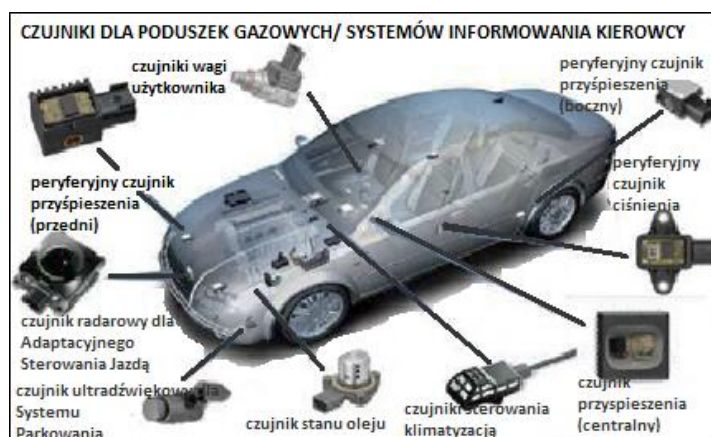 CZUJNIKI DLA PODUSZEK GAZOWYCH/ SYSTEMÓW INFORMOWANIA KIEROWCY
czujniki wagi
użytkownika
peryferyjny czujnik
przyśpieszenia
(boczny)
peryferyjny czujnik
przyśpieszenia
(przedni)
peryferyjny
czujnik
ciśnienia
czujnik radarowy dla
Adaptacyjnego
Sterowania Jazdą
czujnik ultradźwiękowy dla
Systemu
Parkowania
czujnik stanu oleju
czujniki sterowania
klimatyzacją
czujnik
przyspieszenia
(centralny)